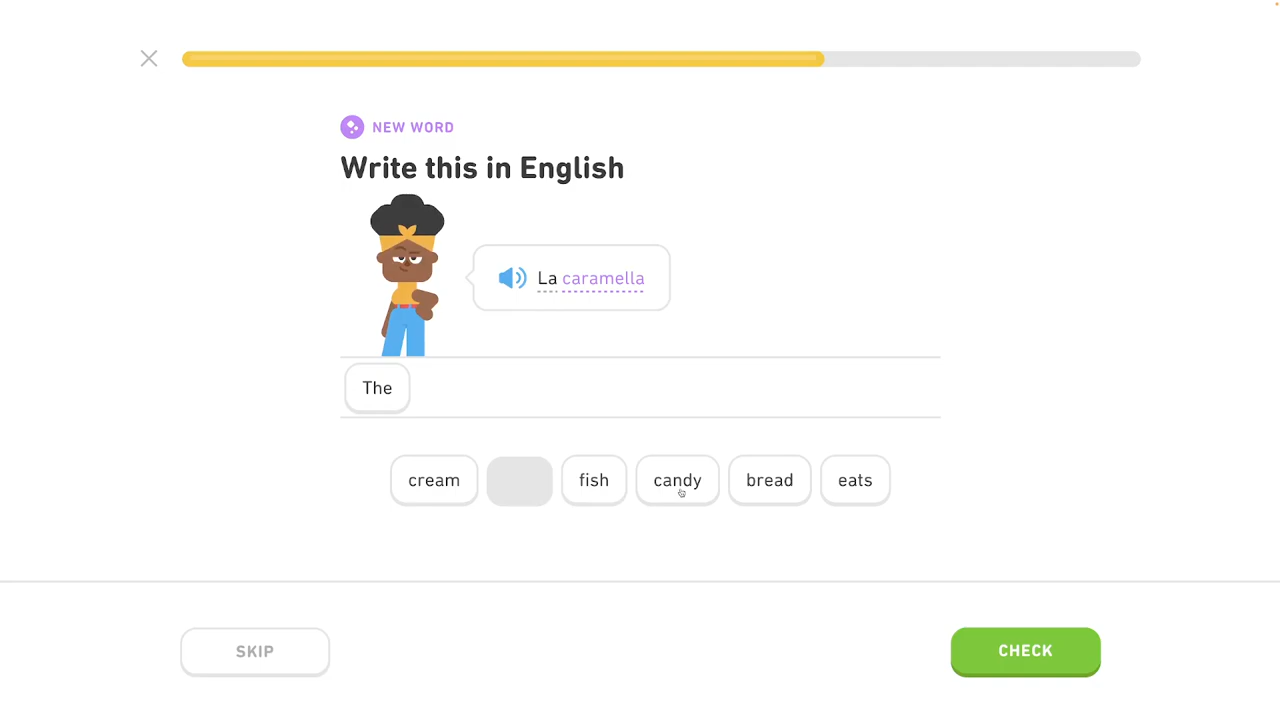 NEW WORD
Write this in English
La caramella
The
cream fish candy bread eats
SKIP CHECK